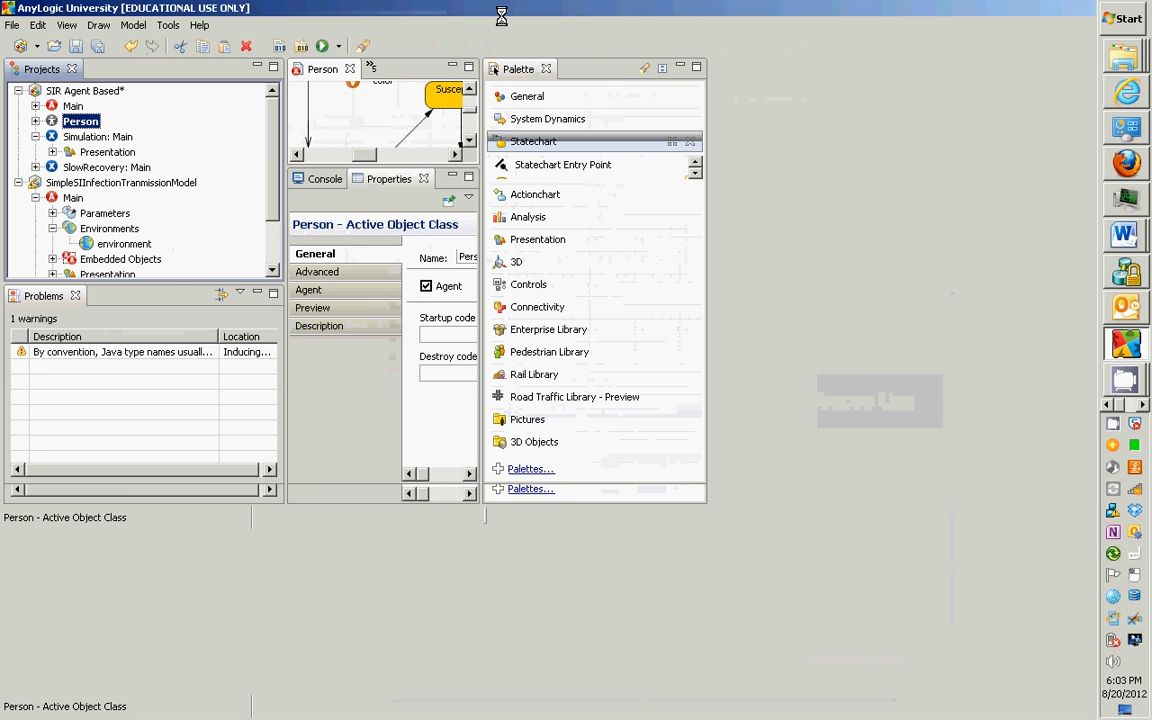 AnyLogic University [EDUCATIONAL USE ONLY]
File Edit View Draw Model Tools Help
Start
Projects
SIR Agent Based*
Main
Person
Simulation: Main
Presentation
SlowRecovery: Main
SimpleSIInfectionTranmissionModel
Main
Parameters
Environments
environment
Embedded Objects
Presentation
Problems
1 warnings
Description Location
By convention, Java type names usuall... Inducing...
Person
5
color
Susce
Console Properties
Person - Active Object Class
General
Advanced
Agent
Preview
Description
Name: Pers
Agent
Startup code
Destroy code
Palette
General
System Dynamics
Statechart
Statechart Entry Point
Actionchart
Analysis
Presentation
3D
Controls
Connectivity
Enterprise Library
Pedestrian Library
Rail Library
Road Traffic Library - Preview
Pictures
3D Objects
Palettes...
Palettes...
Person - Active Object Class
Person - Active Object Class
6:03 PM
8/20/2012